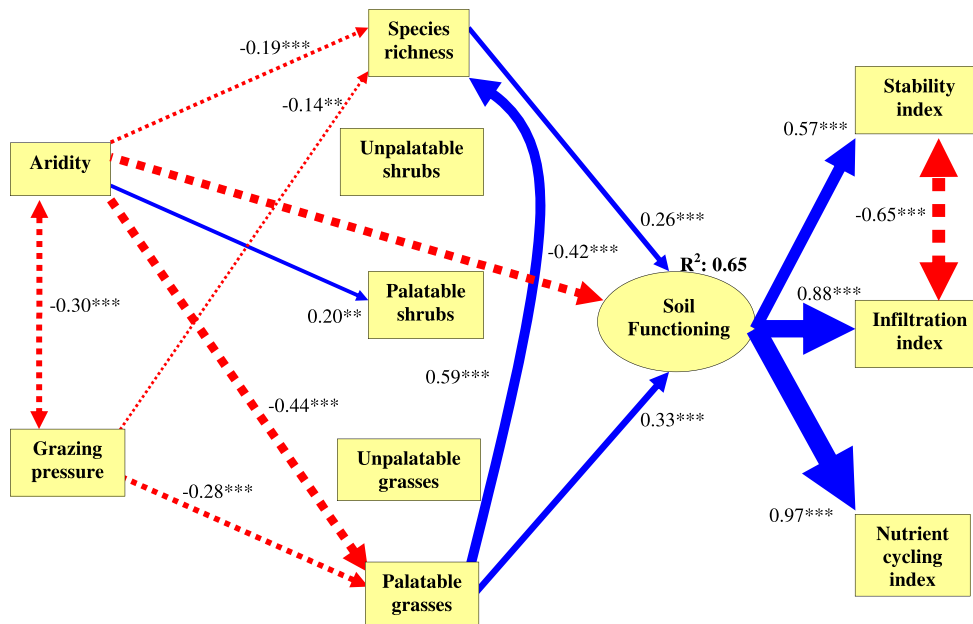 Species
richness
-0.19***
-0.14**
Stability
index
0.57***
Aridity
Unpalatable
shrubs
-0.65***
0.26***
-0.42***
R²: 0.65
-0.30***
0.20**
Palatable
shrubs
Soil
Functioning
0.88***
Infiltration
index
0.59***
-0.44***
0.33***
Grazing
pressure
Unpalatable
grasses
-0.28***
0.97***
Nutrient
cycling
index
Palatable
grasses